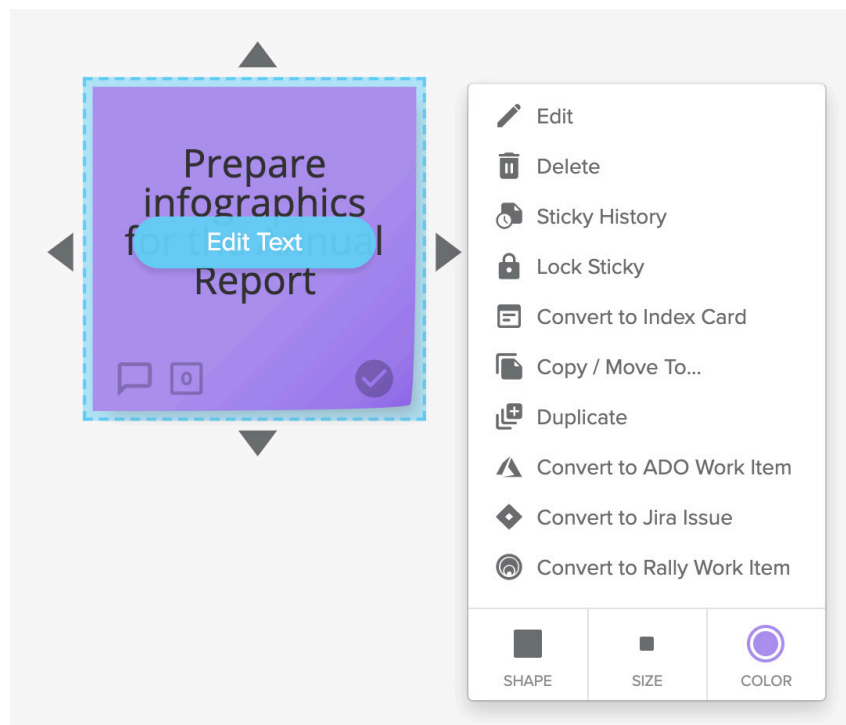 Prepare
infographics
Edit Text
Report
0
Edit
Delete
Sticky History
Lock Sticky
Convert to Index Card
Copy / Move To...
Duplicate
Convert to ADO Work Item
Convert to Jira Issue
Convert to Rally Work Item
SHAPE
SIZE
COLOR